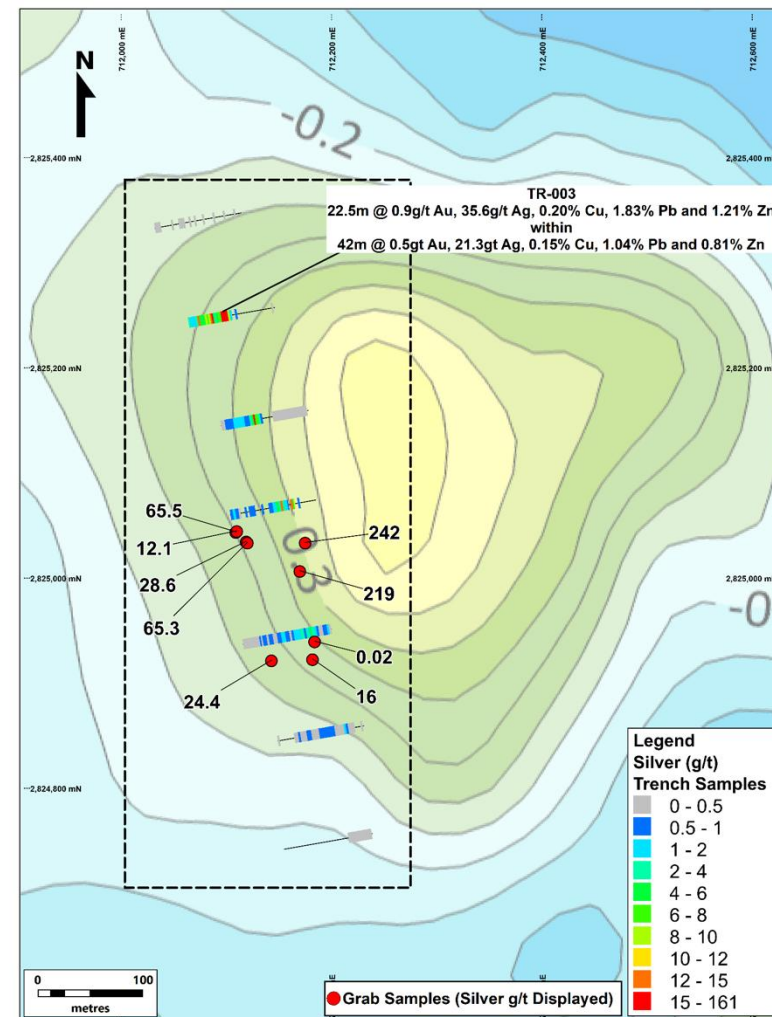 712,000 mE
712,200 mE
712,400 mE
712,600 mE
N
-0.2
2,825,400 mN
2,825,400 mN
TR-003
22.5m @ 0.9g/t Au, 35.6g/t Ag, 0.20% Cu, 1.83% Pb and 1.21% Zn
within
42m @ 0.5gt Au, 21.3gt Ag, 0.15% Cu, 1.04% Pb and 0.81% Zn
2,825,200 mN
2,825,200 mN
65.5
12.1
242
28.6
0.3
219
65.3
2,825,000 mN
2,825,000 mN
-0
0.02
24.4
16
2,824,800 mN
Legend
Silver (g/t)
Trench Samples
0 - 0.5
0.5 - 1
1 - 2
2 - 4
4 - 6
6 - 8
8 - 10
10 - 12
12 - 15
15 - 161
0
100
metres
Grab Samples (Silver g/t Displayed)